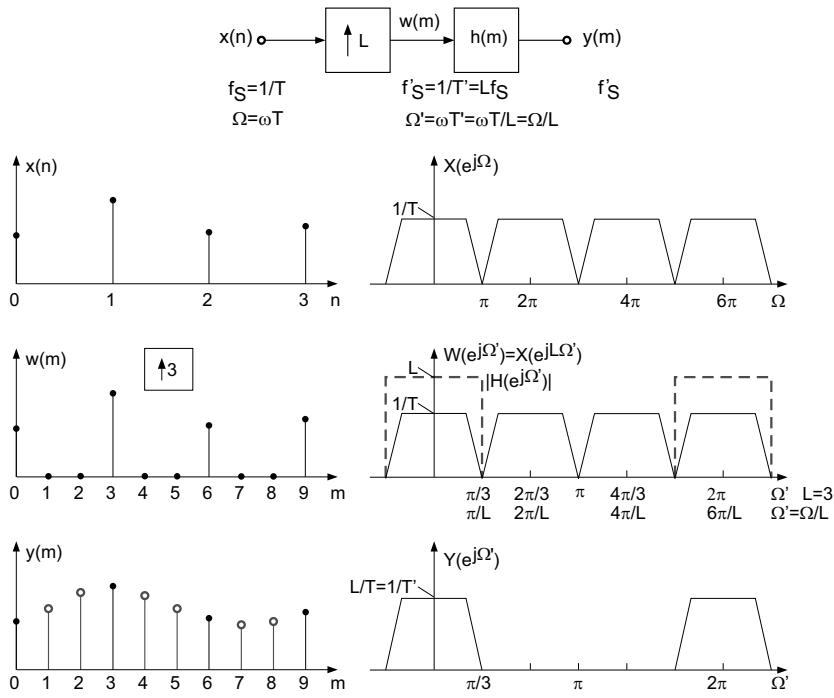 w(m)
x(n) ↑ L h(m) y(m)
fS=1/T f'S=1/T'=LfS f'S
Ω=ωT Ω'=ωT'=ωT/L=Ω/L
x(n)
0 1 2 3 n
X(e^jΩ)
1/T
π 2π 4π 6π Ω
w(m) ↑3
0 1 2 3 4 5 6 7 8 9 m
W(e^jΩ')=X(e^jLΩ')
L |H(e^jΩ')|
1/T
π/3 2π/3 π 4π/3 2π Ω' L=3
π/L 2π/L 4π/L 6π/L Ω'=Ω/L
y(m)
0 1 2 3 4 5 6 7 8 9 m
Y(e^jΩ')
L/T=1/T'
π/3 π 2π Ω'